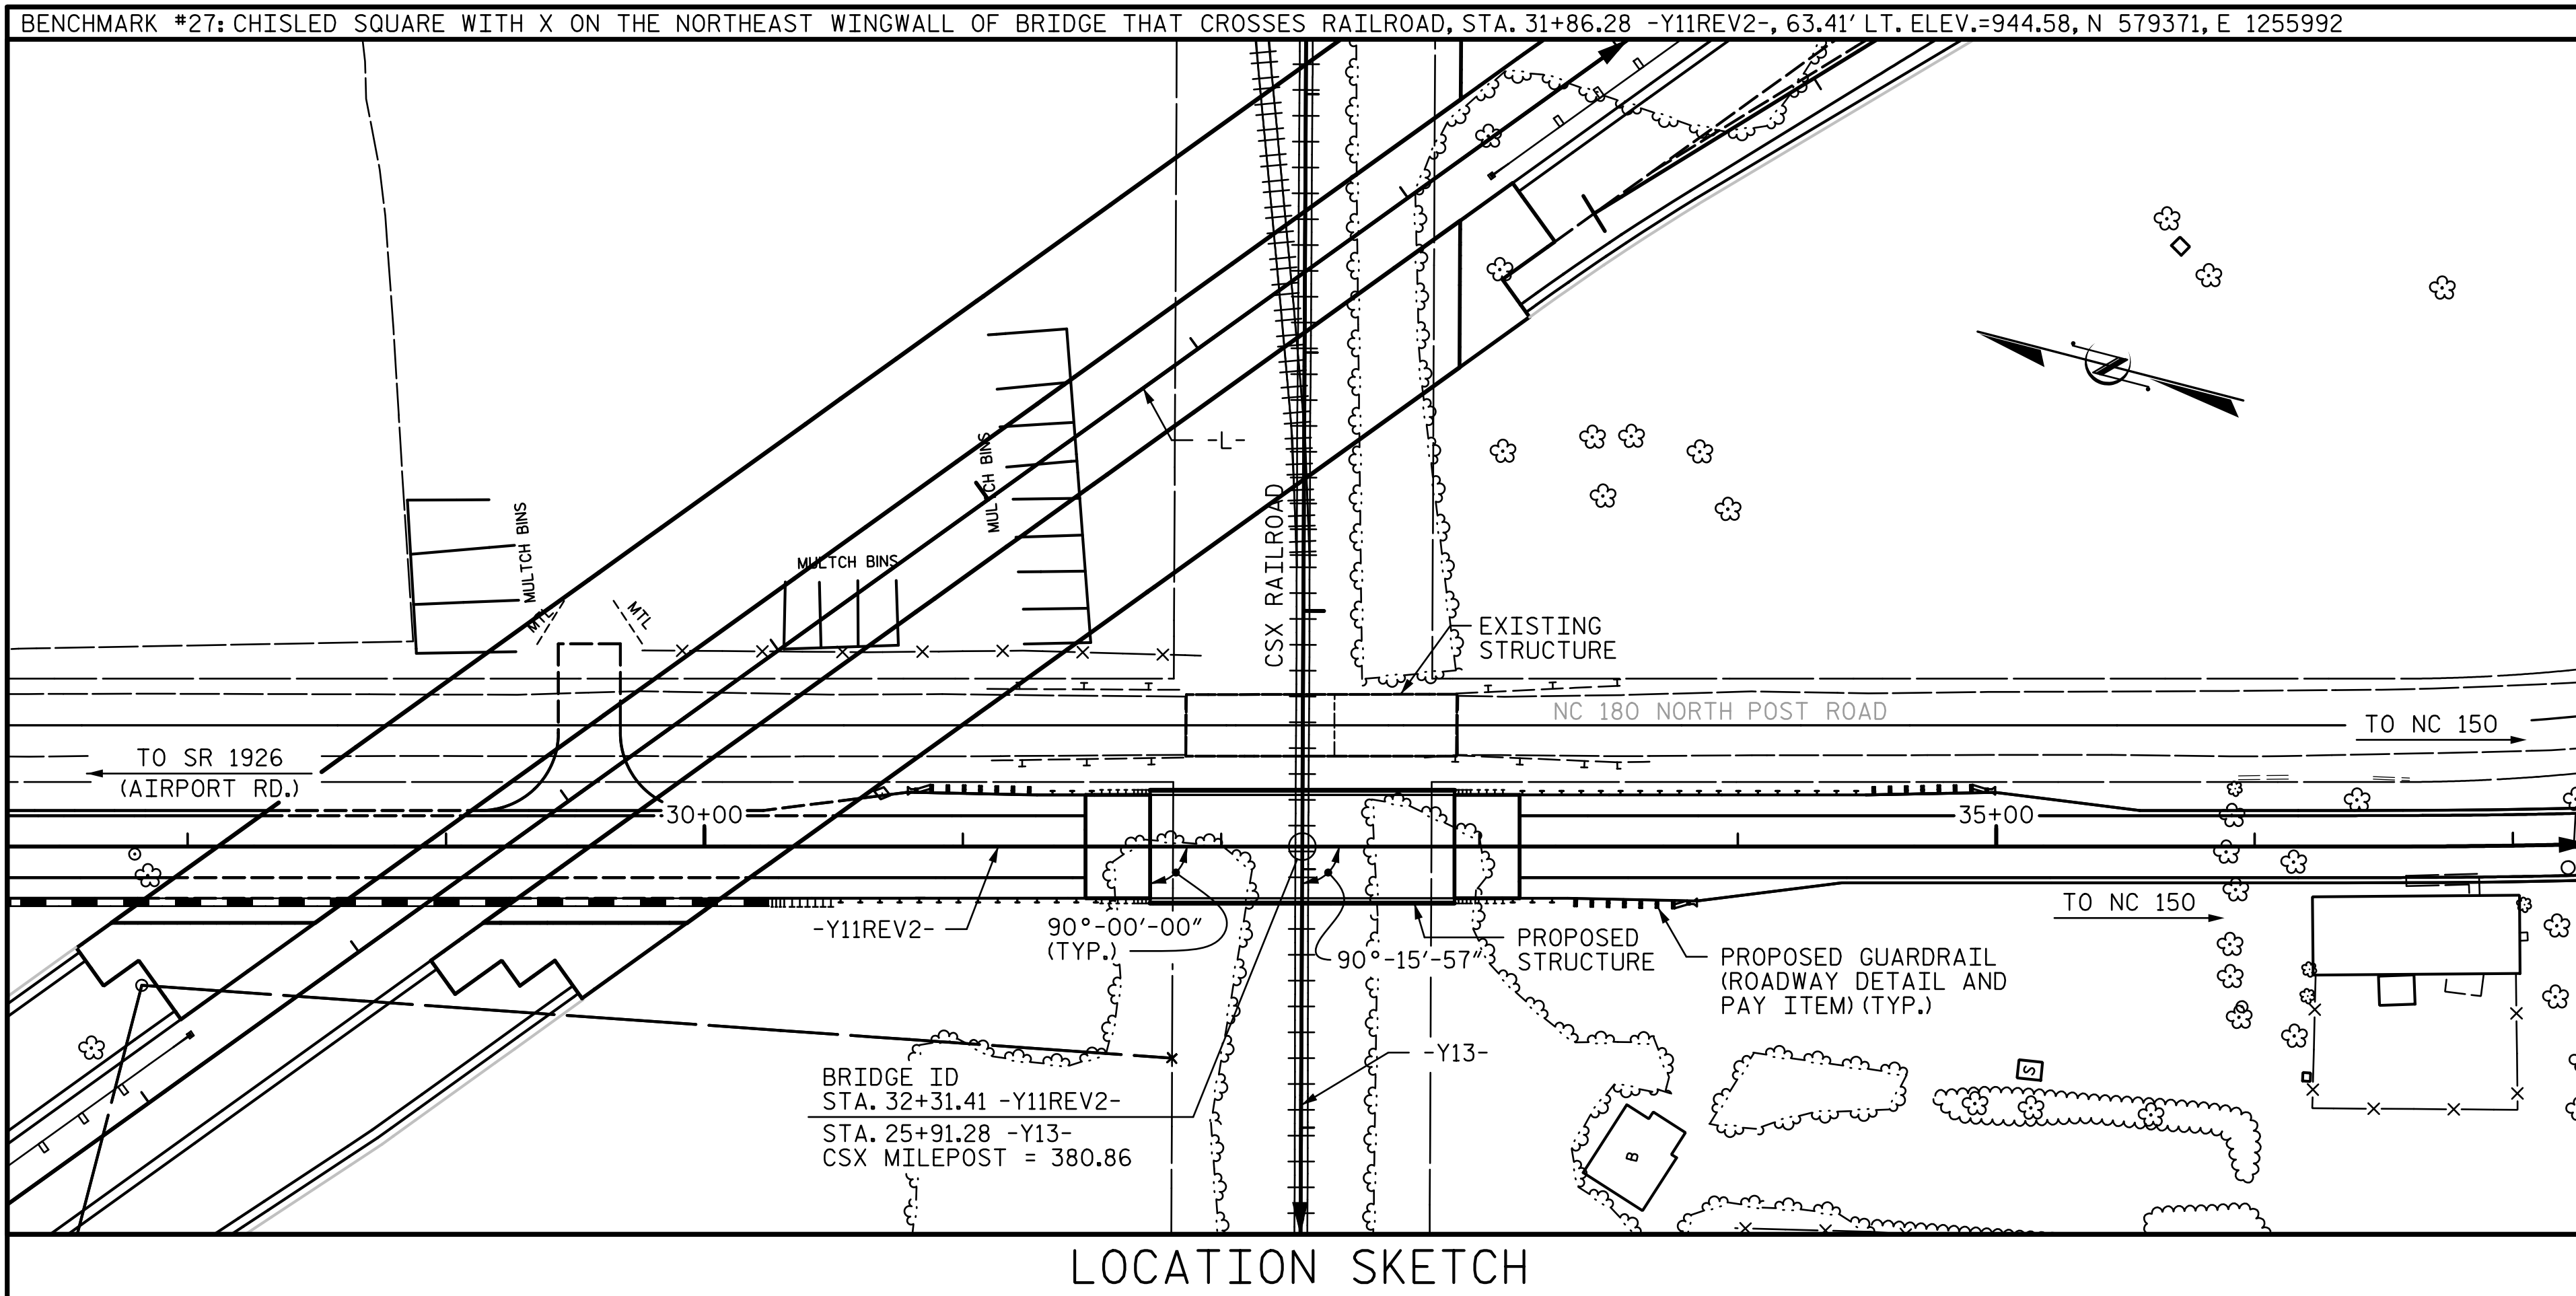 BENCHMARK #27: CHISLED SQUARE WITH X ON THE NORTHEAST WINGWALL OF BRIDGE THAT CROSSES RAILROAD, STA. 31+86.28 -Y11REV2-, 63.41' LT. ELEV.=944.58, N 579371, E 1255992
-L-
MULTCH BINS
MULTCH BINS
MULTCH BINS
MTL
MTL
CSX RAILROAD
EXISTING
STRUCTURE
NC 180 NORTH POST ROAD
TO NC 150
TO SR 1926
(AIRPORT RD.)
30+00
35+00
-Y11REV2-
90°-00'-00"
(TYP.)
90°-15'-57"
PROPOSED
STRUCTURE
PROPOSED GUARDRAIL
(ROADWAY DETAIL AND
PAY ITEM) (TYP.)
TO NC 150
-Y13-
BRIDGE ID
STA. 32+31.41 -Y11REV2-
STA. 25+91.28 -Y13-
CSX MILEPOST = 380.86
S
B
LOCATION SKETCH